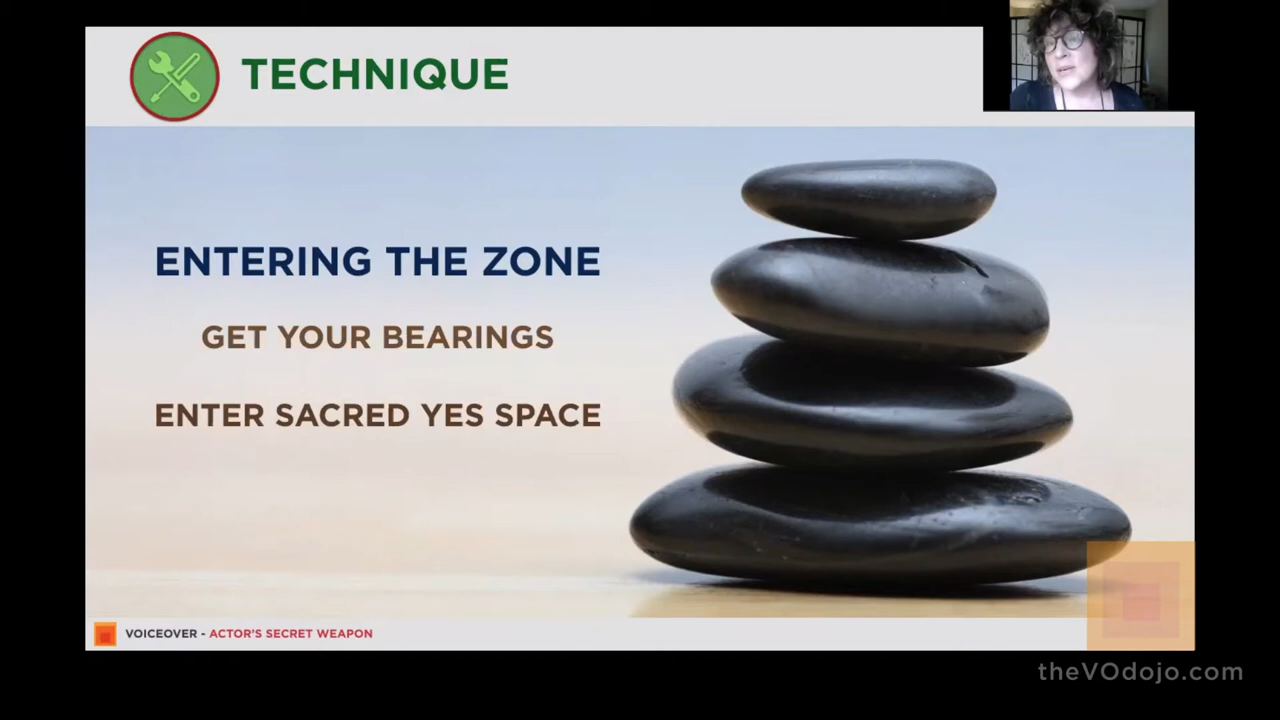 TECHNIQUE
ENTERING THE ZONE
GET YOUR BEARINGS
ENTER SACRED YES SPACE
VOICEOVER - ACTOR'S SECRET WEAPON
theVOdojo.com